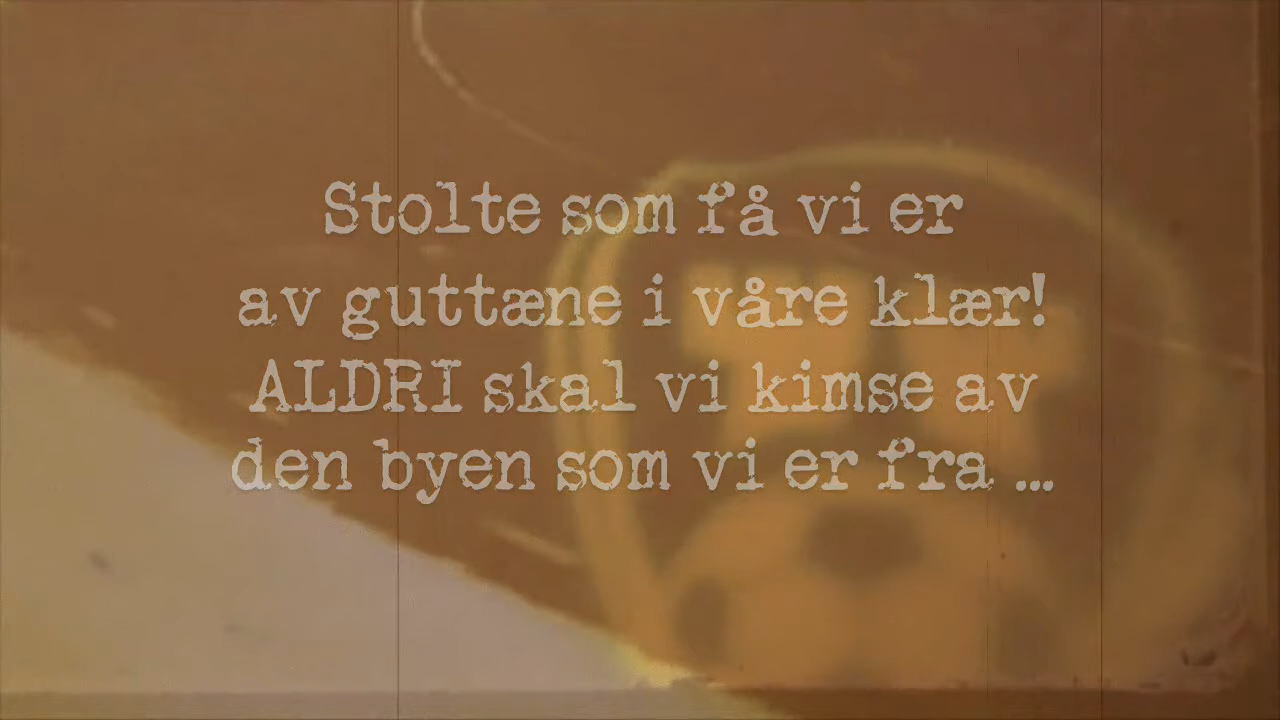 Stolte som få vi er
av guttæne i våre klær!
ALDRI skal vi kimse av
den byen som vi er fra ...